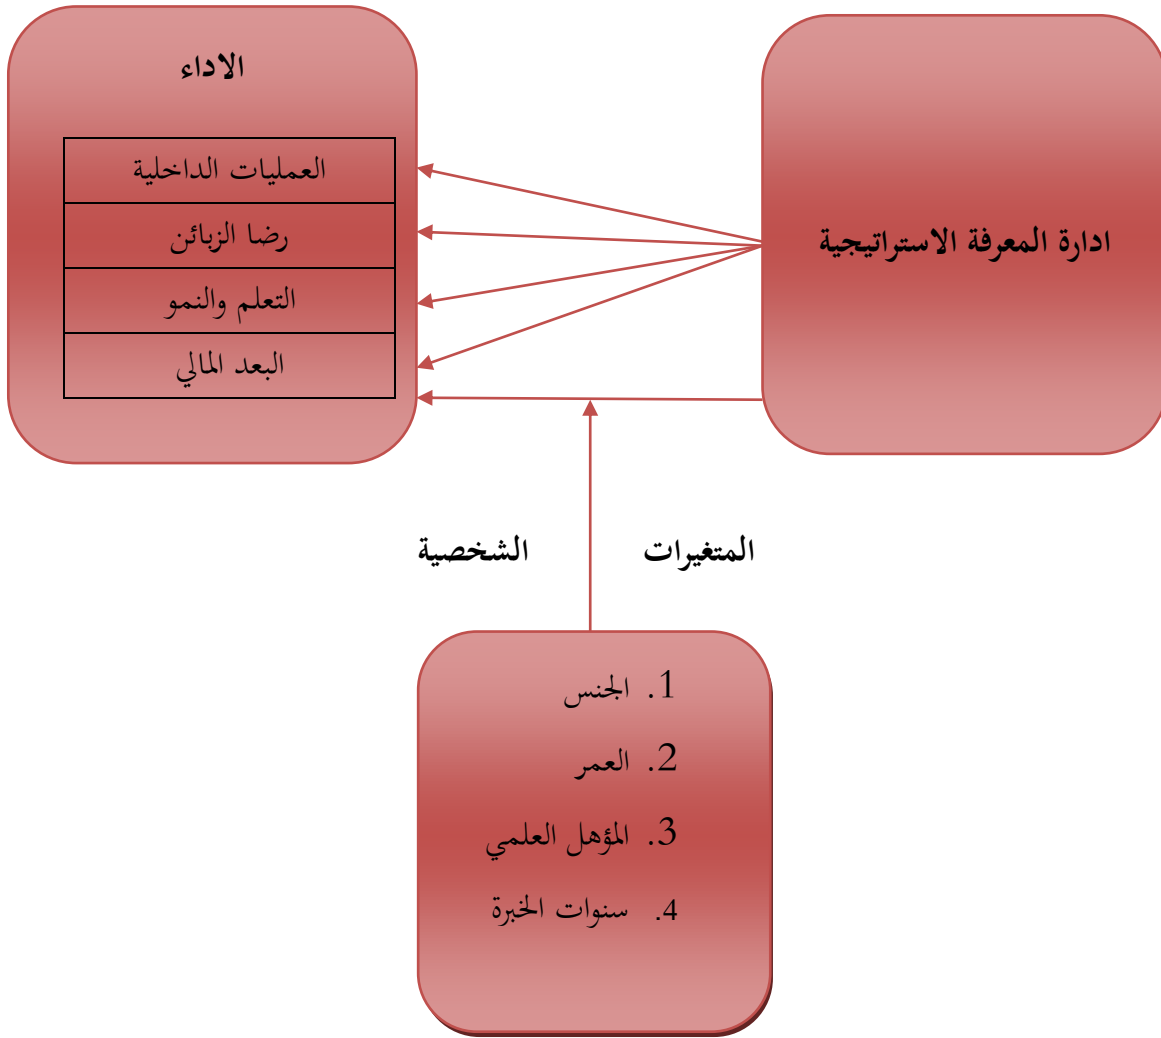 ادارة المعرفة الاستراتيجية
الاداء
العمليات الداخلية
رضا الزبائن
التعلم والنمو
البعد المالي
المتغيرات الشخصية
1. الجنس
2. العمر
3. المؤهل العلمي
4. سنوات الخبرة